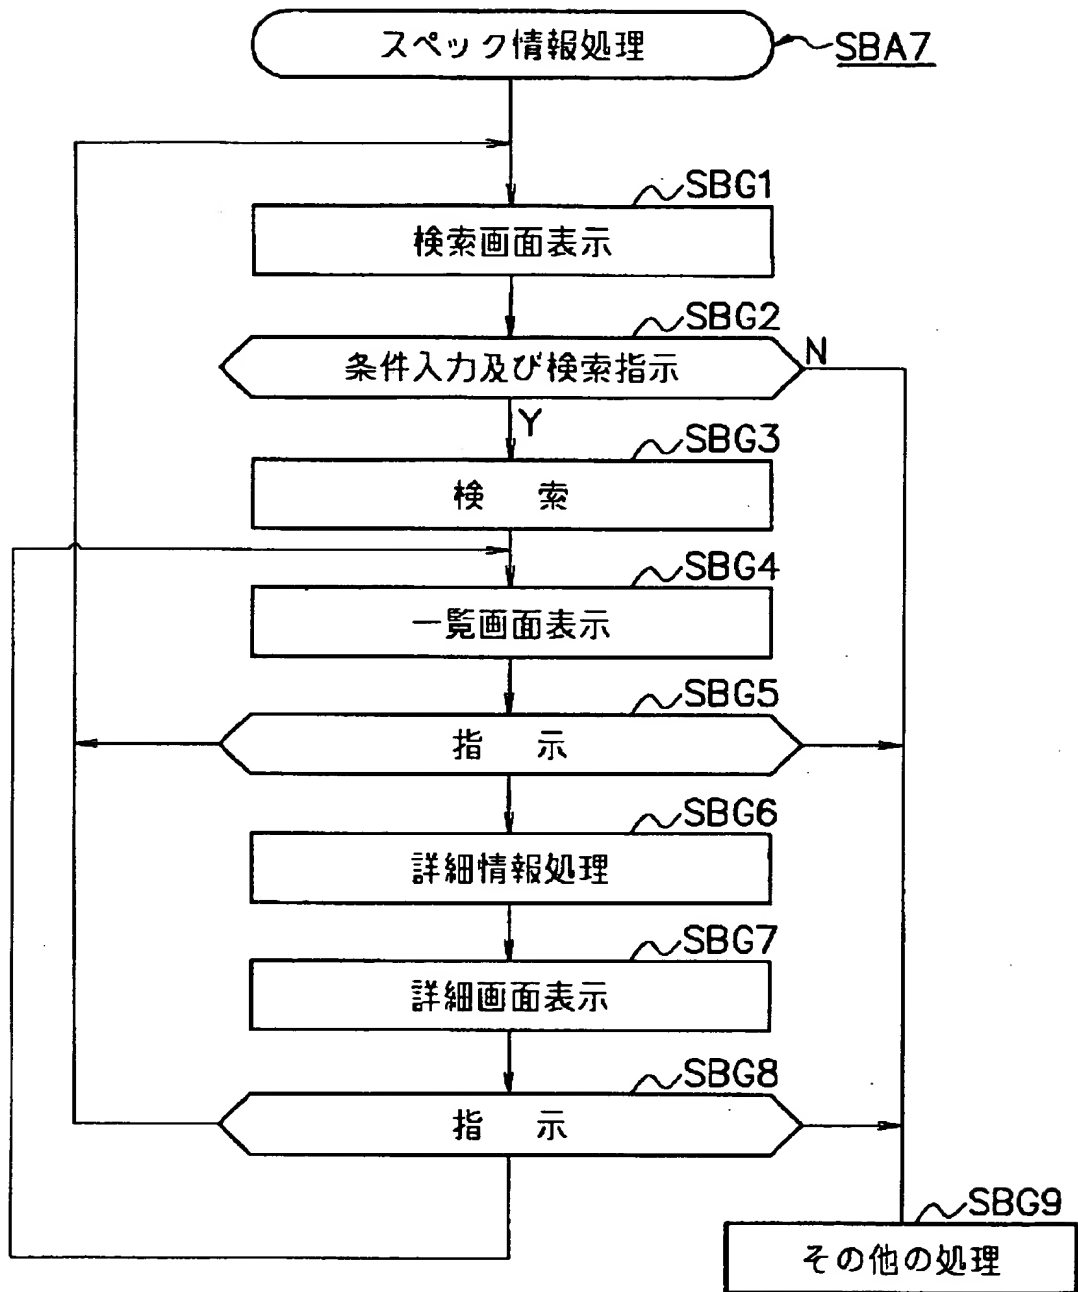 スペック情報処理
SBA7
SBG1
検索画面表示
SBG2
条件入力及び検索指示
N
Y
SBG3
検 索
SBG4
一覧画面表示
SBG5
指 示
SBG6
詳細情報処理
SBG7
詳細画面表示
SBG8
指 示
SBG9
その他の処理